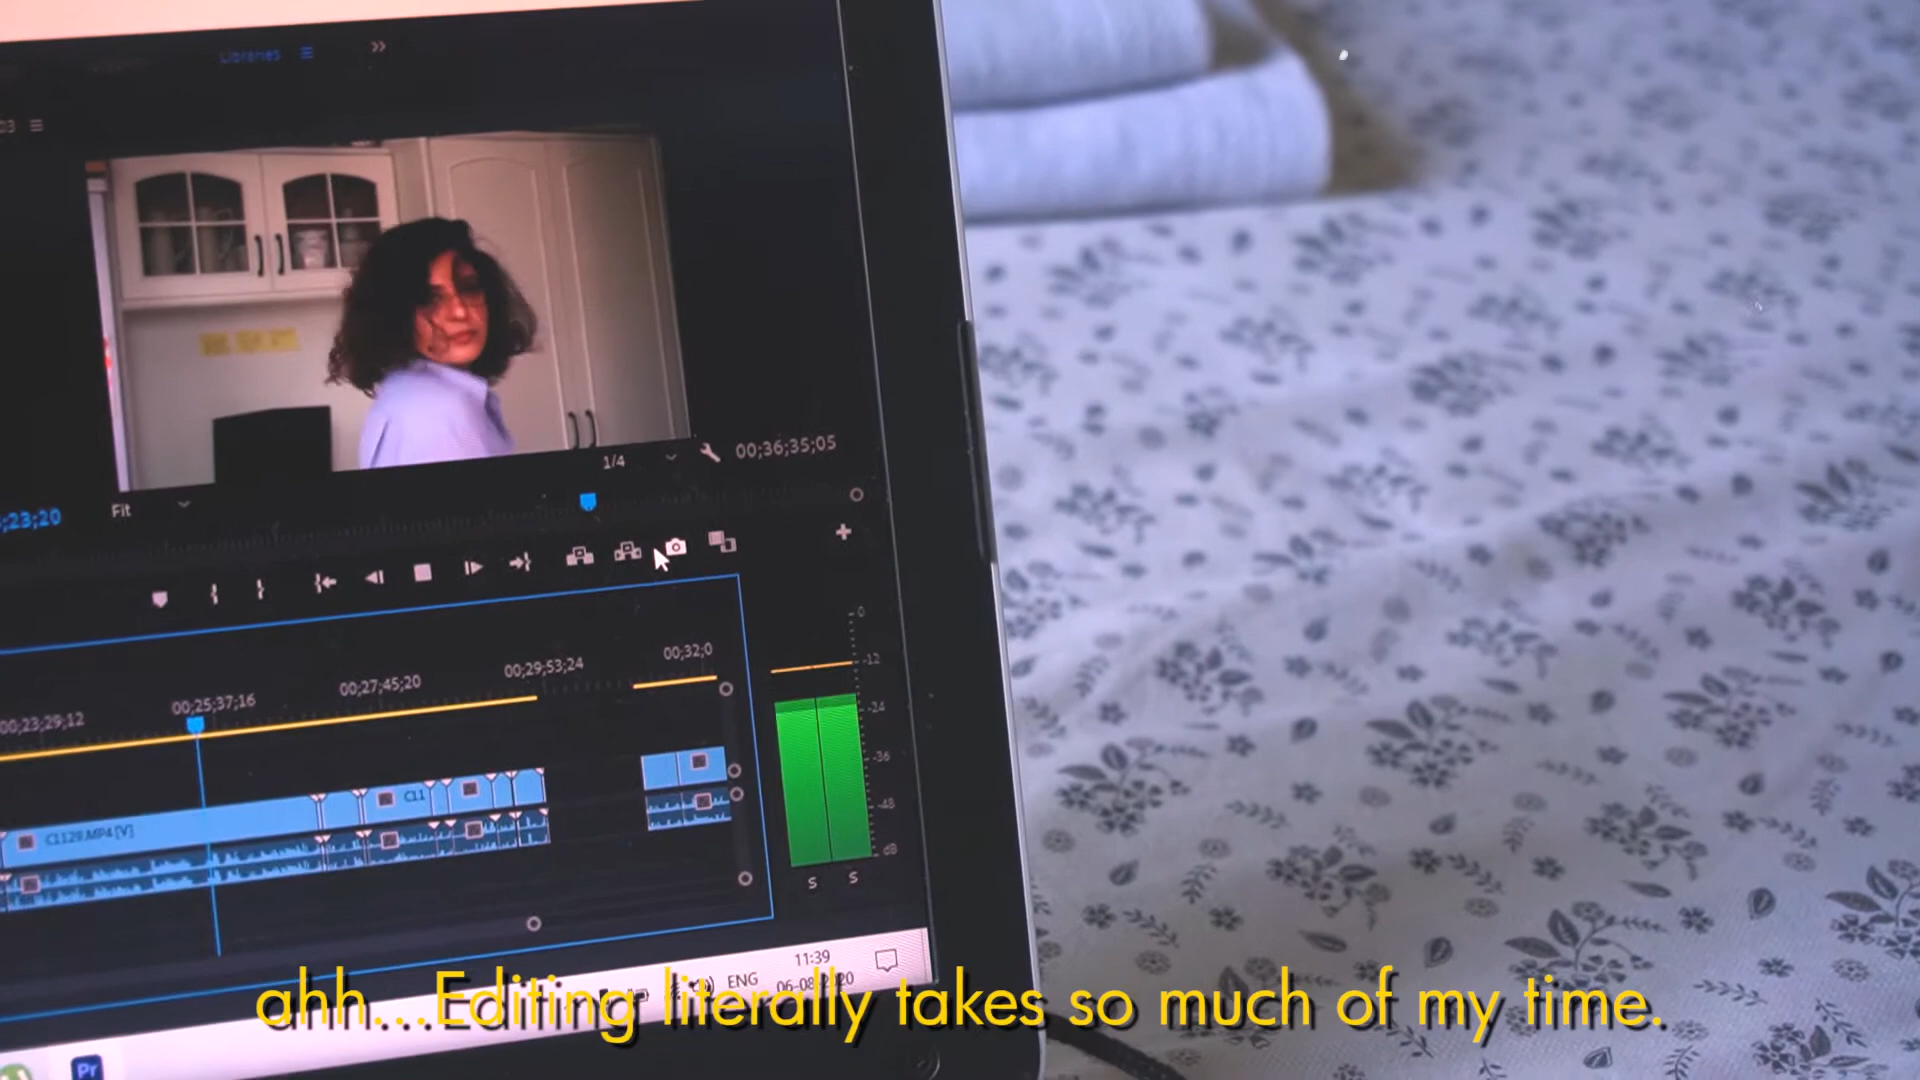 Libraries
03
1/4
00;36;35;05
;23;20
Fit
00;23;29;12
00;25;37;16
00;27;45;20
00;29;53;24
00;32;0
0
-12
-24
-36
-48
dB
S S
C11
C1129.MP4 [V]
11:39
ENG
ahh...Editing literally takes so much of my time.
Pr